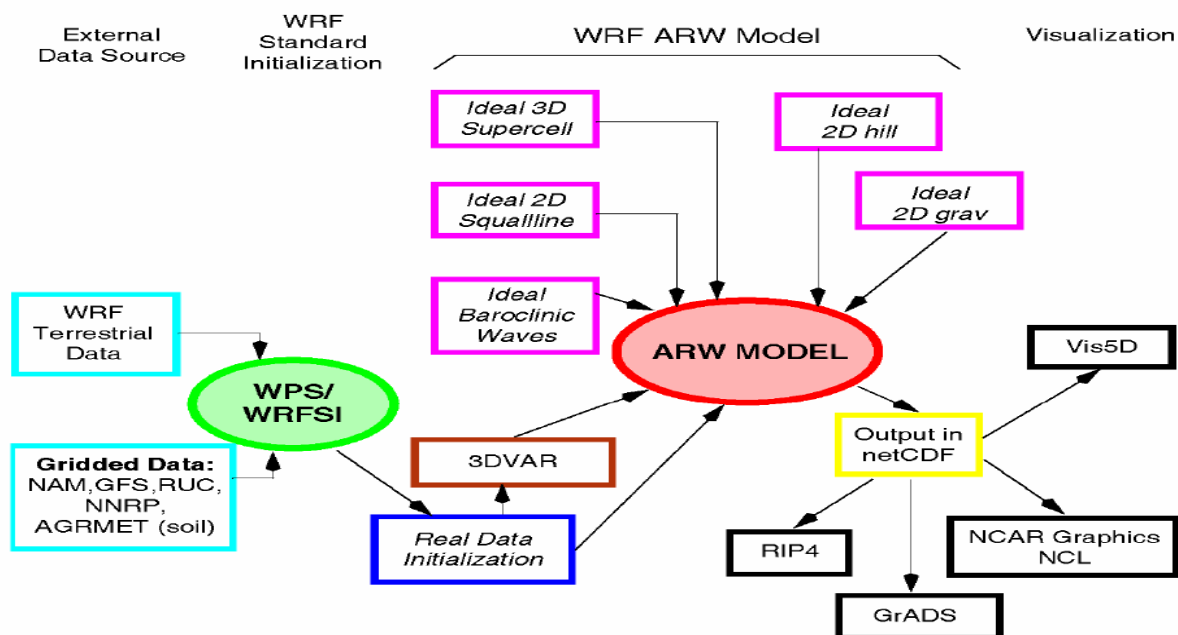 External
Data Source
WRF
Standard
Initialization
WRF ARW Model
Visualization
Ideal 3D
Supercell
Ideal
2D hill
Ideal 2D
Squallline
Ideal
2D grav
Ideal
Baroclinic
Waves
WRF
Terrestrial
Data
ARW MODEL
Vis5D
WPS/
WRFSI
Gridded Data:
NAM,GFS,RUC,
NNRP,
AGRMET (soil)
3DVAR
Output in
netCDF
Real Data
Initialization
RIP4
NCAR Graphics
NCL
GrADS